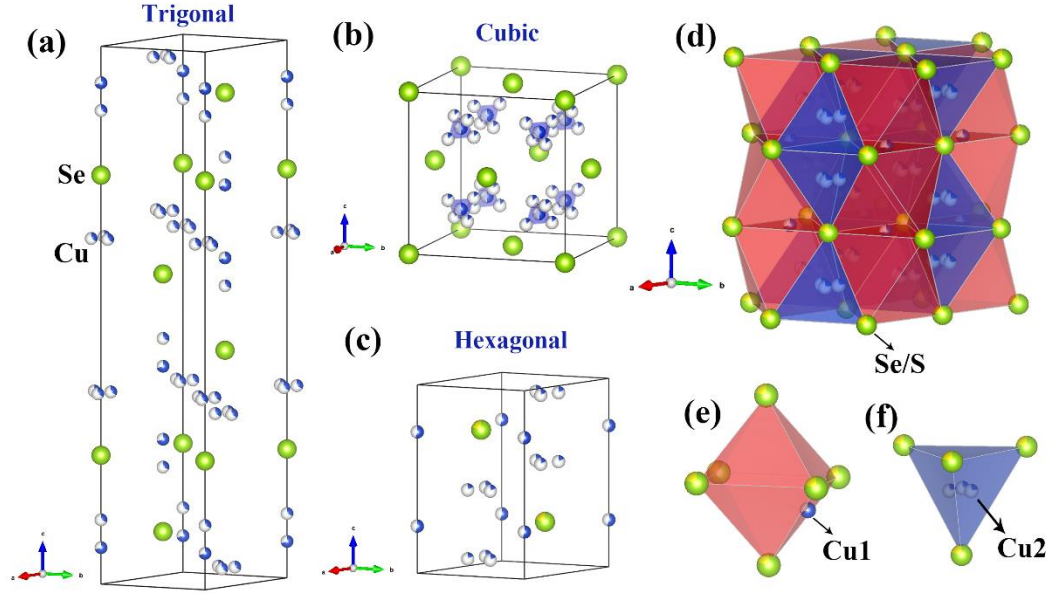 (a)
Trigonal
Se
Cu
c
a
b
(b)
Cubic
c
a
b
(c)
Hexagonal
c
a
b
(d)
c
a
b
Se/S
(e)
Cu1
(f)
Cu2